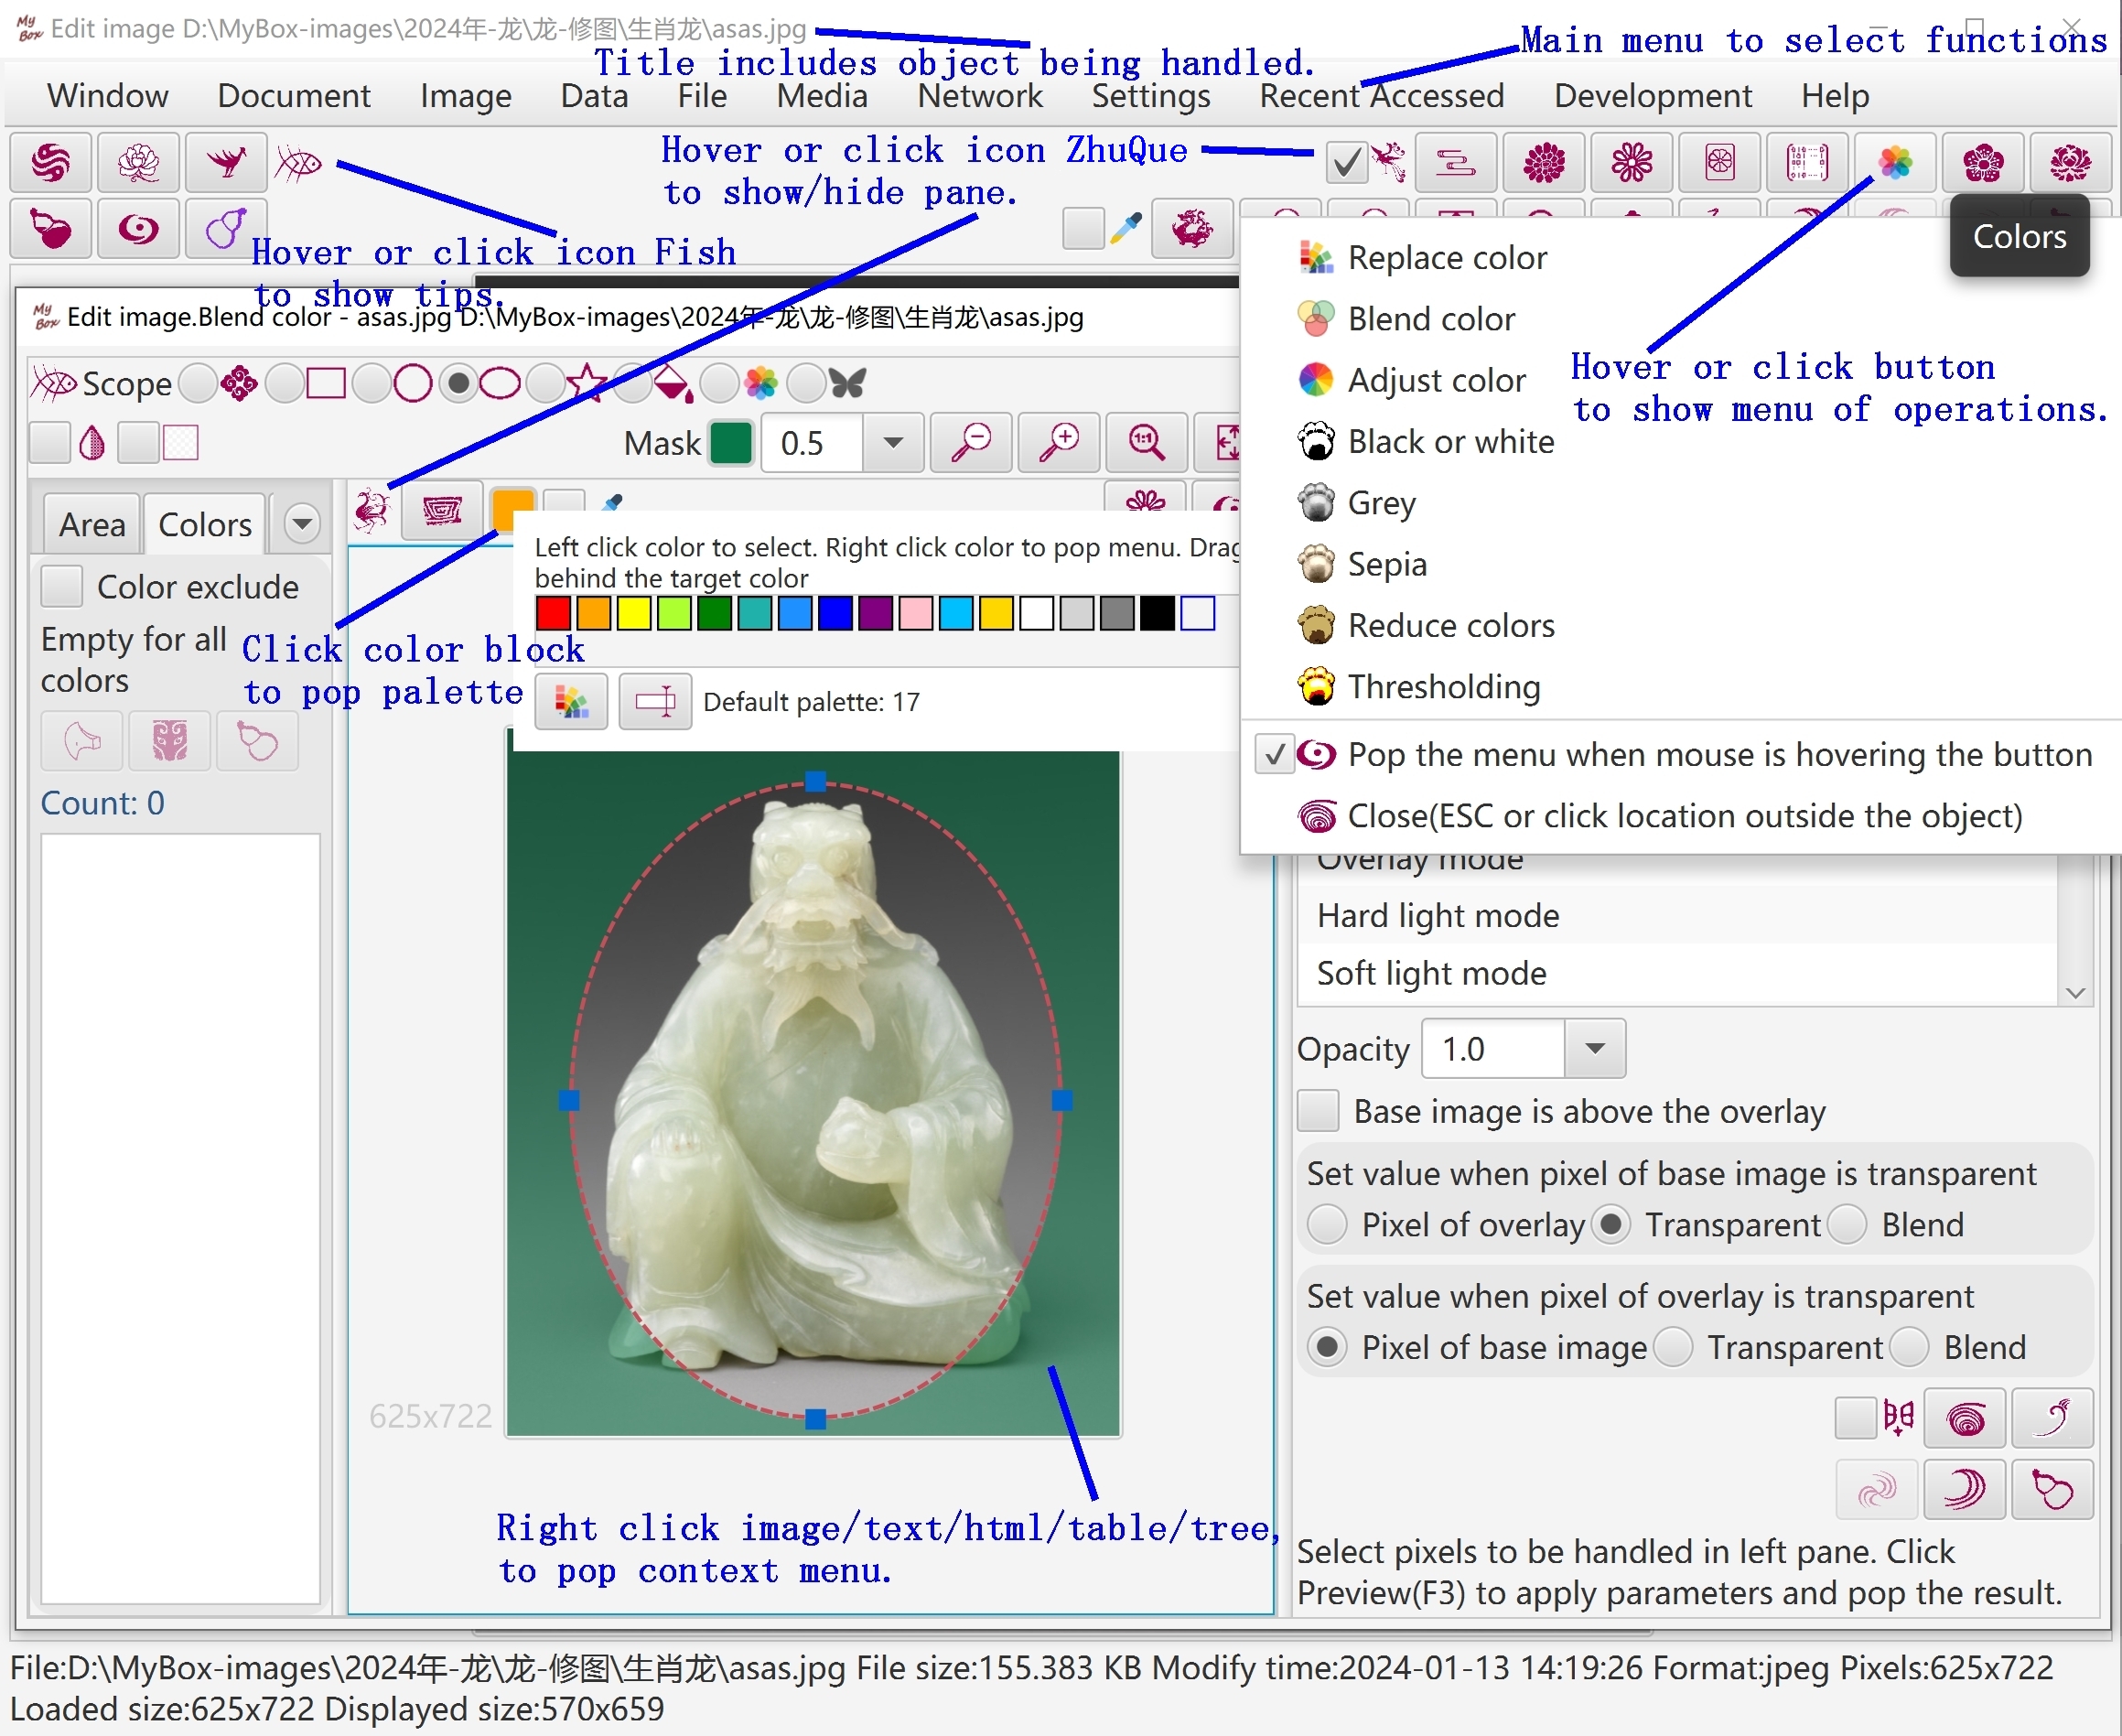 My Box Edit image D:\MyBox-images\2024年-龙\龙-修图\生肖龙\asas.jpg
Main menu to select functions
Title includes object being handled.
Window Document Image Data File Media Network Settings Recent Accessed Development Help
Hover or click icon ZhuQue
to show/hide pane.
Colors
Hover or click icon Fish
to show tips.
My Box Edit image.Blend color - asas.jpg D:\MyBox-images\2024年-龙\龙-修图\生肖龙\asas.jpg
Replace color
Blend color
Adjust color
Black or white
Grey
Sepia
Reduce colors
Thresholding
Pop the menu when mouse is hovering the button
Close(ESC or click location outside the object)
Hover or click button
to show menu of operations.
Scope
Mask 0.5 1:1
Area Colors
Color exclude
Empty for all
colors
Count: 0
Left click color to select. Right click color to pop menu. Drag
behind the target color
Click color block
to pop palette
Default palette: 17
625x722
Right click image/text/html/table/tree,
to pop context menu.
Overlay mode
Hard light mode
Soft light mode
Opacity 1.0
Base image is above the overlay
Set value when pixel of base image is transparent
Pixel of overlay Transparent Blend
Set value when pixel of overlay is transparent
Pixel of base image Transparent Blend
Select pixels to be handled in left pane. Click
Preview(F3) to apply parameters and pop the result.
File:D:\MyBox-images\2024年-龙\龙-修图\生肖龙\asas.jpg File size:155.383 KB Modify time:2024-01-13 14:19:26 Format:jpeg Pixels:625x722
Loaded size:625x722 Displayed size:570x659